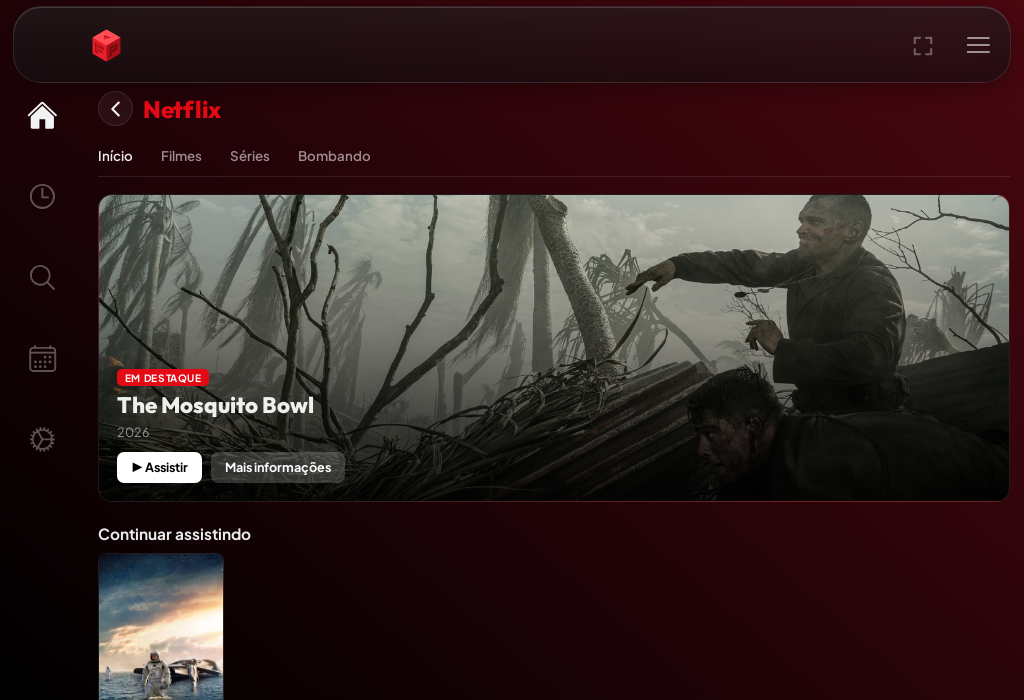 Netflix
Início Filmes Séries Bombando
EM DESTAQUE
The Mosquito Bowl
2026
Assistir Mais informações
Continuar assistindo